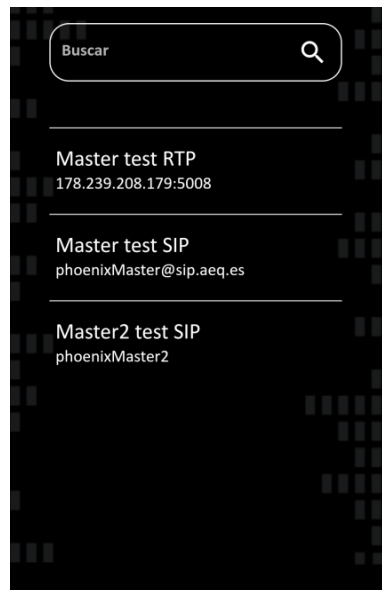 Buscar
Master test RTP
178.239.208.179:5008
Master test SIP
phoenixMaster@sip.aeq.es
Master2 test SIP
phoenixMaster2